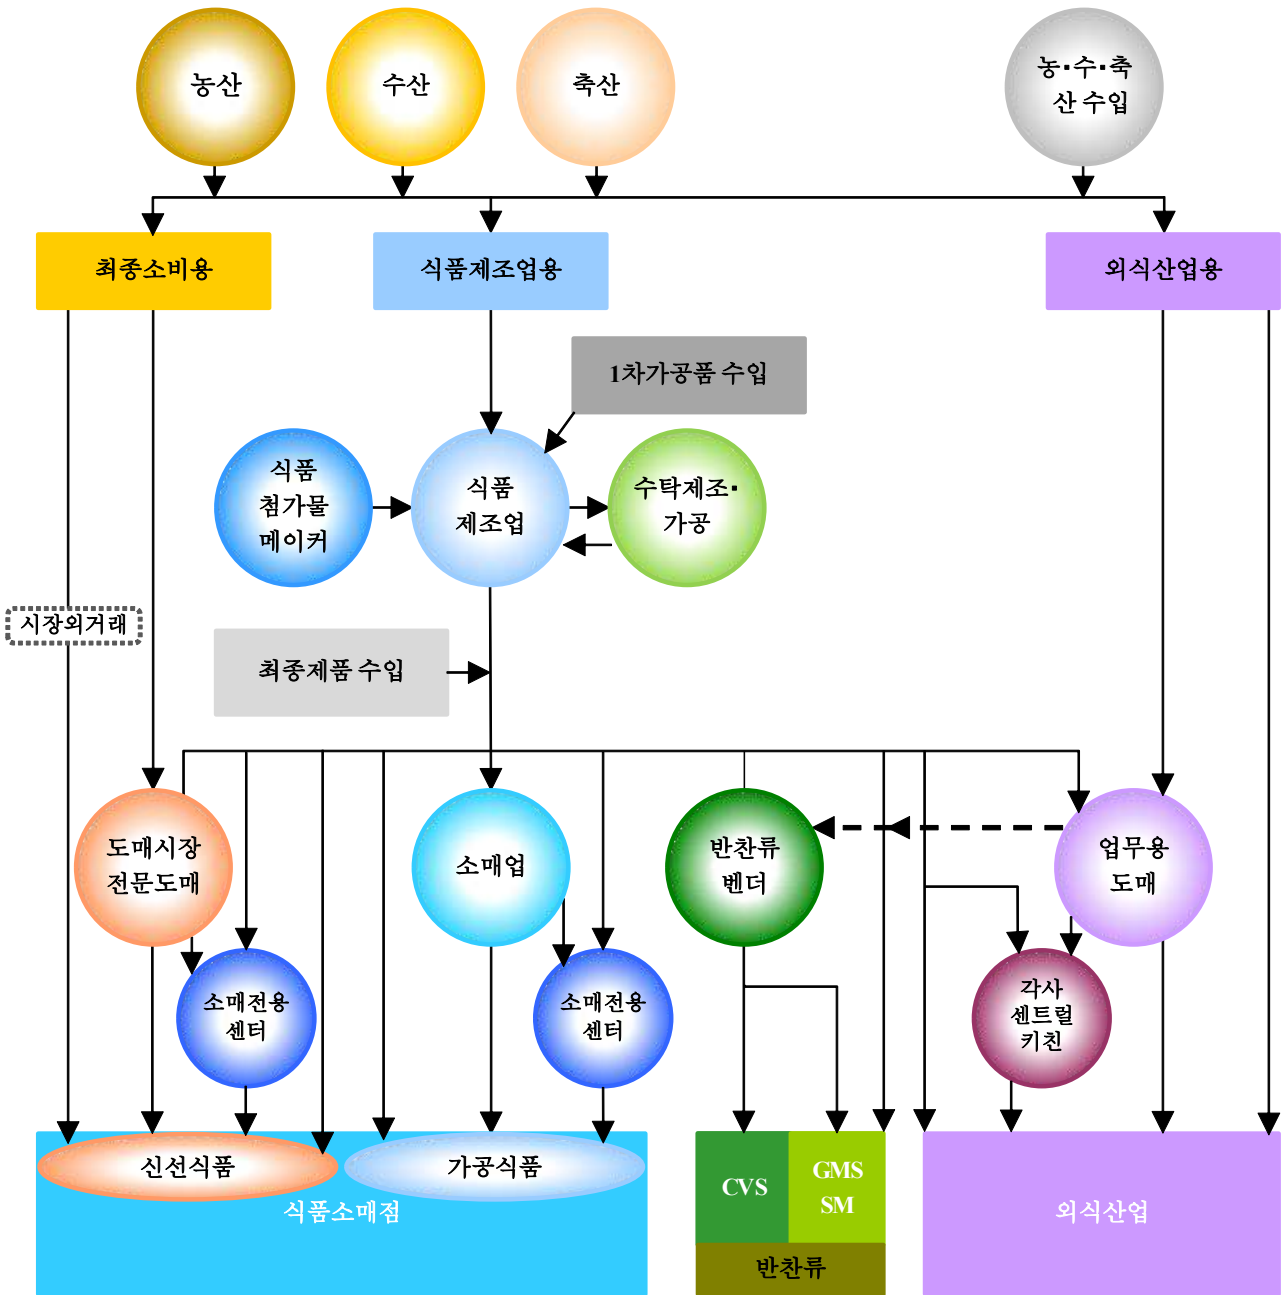 농산
수산
축산
농·수·축
산 수입
최종소비용
식품제조업용
외식산업용
1차가공품 수입
식품
첨가물
메이커
식품
제조업
수탁제조·
가공
시장외거래
최종제품 수입
도매시장
전문도매
소매업
반찬류
벤더
업무용
도매
소매전용
센터
소매전용
센터
각사
센트럴
키친
신선식품
가공식품
식품소매점
CVS
GMS
SM
반찬류
외식산업